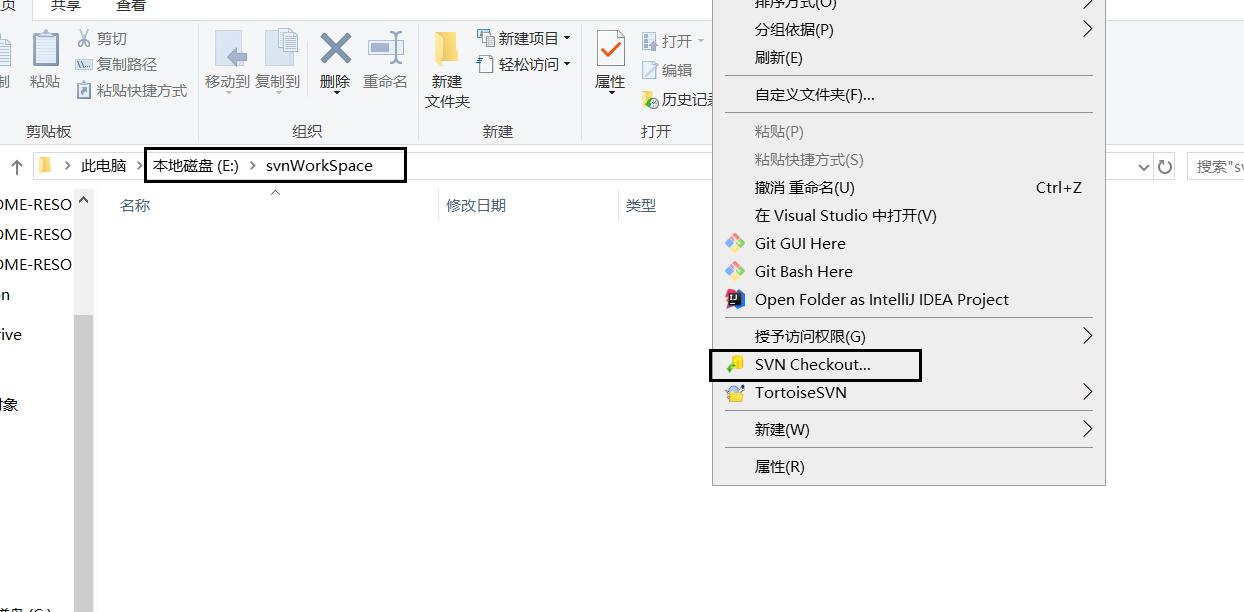 页 共享 查看
制
粘贴
剪切
复制路径
粘贴快捷方式
剪贴板
移动到 复制到 删除 重命名
组织
新建
文件夹
新建项目
轻松访问
新建
属性
打开
编辑
历史记录
打开
此电脑 本地磁盘 (E:) svnWorkSpace
搜索"sv
名称 修改日期 类型
OME-RESO
OME-RESO
OME-RESO
on
rive
对象
排序方式(O)
分组依据(P)
刷新(E)
自定义文件夹(F)...
粘贴(P)
粘贴快捷方式(S)
撤消 重命名(U) Ctrl+Z
在 Visual Studio 中打开(V)
Git GUI Here
Git Bash Here
Open Folder as IntelliJ IDEA Project
授予访问权限(G)
SVN Checkout...
TortoiseSVN
新建(W)
属性(R)